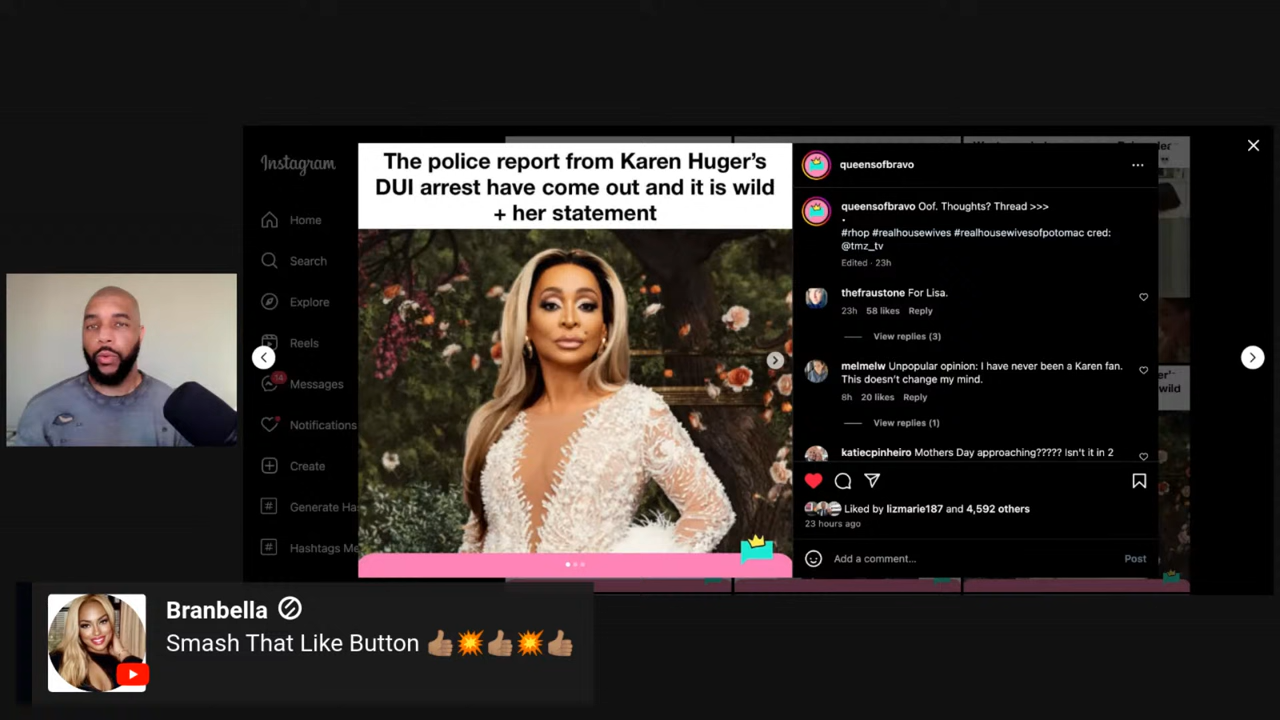 Instagram
Home
Search
Explore
Reels
14
Messages
Notifications
Create
Generate Ha
Hashtags Me
The police report from Karen Huger's
DUI arrest have come out and it is wild
+ her statement
queensofbravo
queensofbravo Oof. Thoughts? Thread >>>
.
#rhop #realhousewives #realhousewivesofpotomac cred:
@tmz_tv
Edited · 23h
thefraustone For Lisa.
23h 58 likes Reply
View replies (3)
melmelw Unpopular opinion: I have never been a Karen fan.
This doesn't change my mind.
8h 20 likes Reply
View replies (1)
katiecpinheiro Mothers Day approaching????? Isn't it in 2
Liked by lizmarie187 and 4,592 others
23 hours ago
Add a comment...
Post
wild
Branbella
Smash That Like Button 👍🏽💥👍🏽💥👍🏽